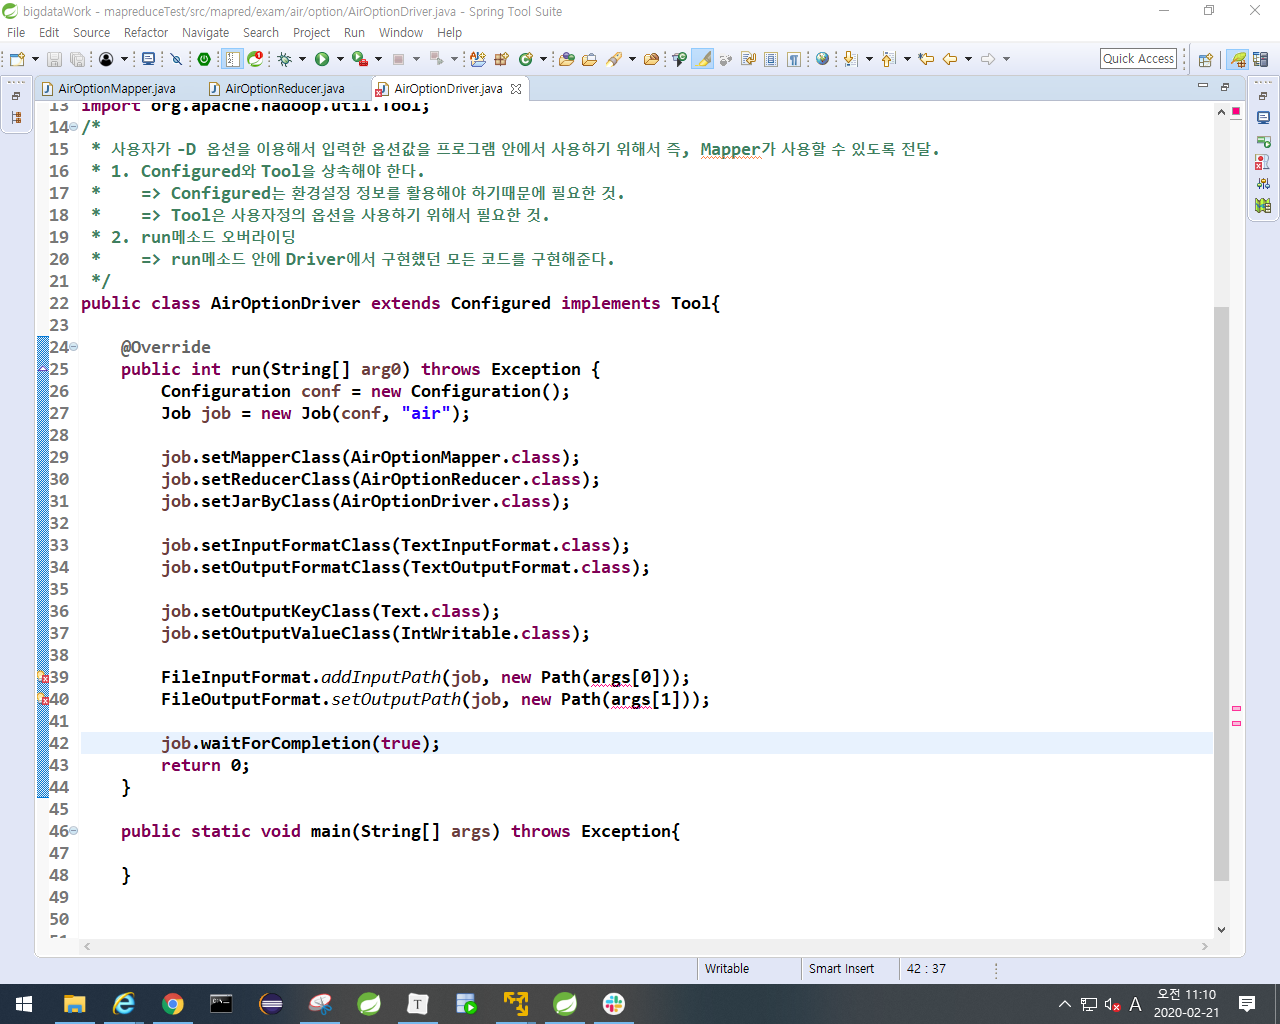 bigdataWork - mapreduceTest/src/mapred/exam/air/option/AirOptionDriver.java - Spring Tool Suite
File Edit Source Refactor Navigate Search Project Run Window Help
Quick Access
AirOptionMapper.java AirOptionReducer.java AirOptionDriver.java
13 import org.apache.hadoop.util.Tool;
14 /*
15 * 사용자가 -D 옵션을 이용해서 입력한 옵션값을 프로그램 안에서 사용하기 위해서 즉, Mapper가 사용할 수 있도록 전달.
16 * 1. Configured와 Tool을 상속해야 한다.
17 * => Configured는 환경설정 정보를 활용해야 하기때문에 필요한 것.
18 * => Tool은 사용자정의 옵션을 사용하기 위해서 필요한 것.
19 * 2. run메소드 오버라이딩
20 * => run메소드 안에 Driver에서 구현했던 모든 코드를 구현해준다.
21 */
22 public class AirOptionDriver extends Configured implements Tool{
23
24 @Override
25 public int run(String[] arg0) throws Exception {
26 Configuration conf = new Configuration();
27 Job job = new Job(conf, "air");
28
29 job.setMapperClass(AirOptionMapper.class);
30 job.setReducerClass(AirOptionReducer.class);
31 job.setJarByClass(AirOptionDriver.class);
32
33 job.setInputFormatClass(TextInputFormat.class);
34 job.setOutputFormatClass(TextOutputFormat.class);
35
36 job.setOutputKeyClass(Text.class);
37 job.setOutputValueClass(IntWritable.class);
38
39 FileInputFormat.addInputPath(job, new Path(args[0]));
40 FileOutputFormat.setOutputPath(job, new Path(args[1]));
41
42 job.waitForCompletion(true);
43 return 0;
44 }
45
46 public static void main(String[] args) throws Exception{
47
48 }
49
50
51
Writable Smart Insert 42 : 37
A 오전 11:10
2020-02-21